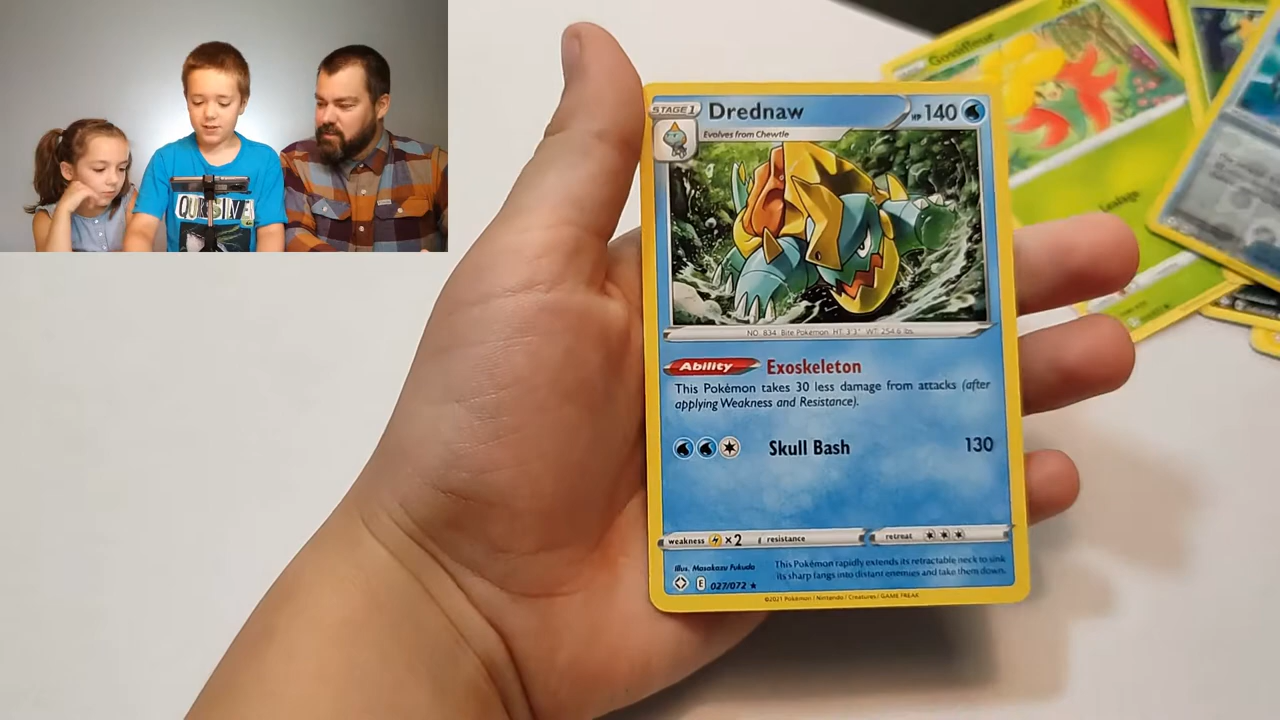 QUIKSILVER
Gossifleur
Leafage
STAGE 1
Drednaw
HP 140
Evolves from Chewtle
NO. 834 Bite Pokémon HT: 3'3" WT: 254.6 lbs.
Ability Exoskeleton
This Pokémon takes 30 less damage from attacks (after
applying Weakness and Resistance).
Skull Bash 130
weakness ×2 resistance retreat
Illus. Masakazu Fukuda
This Pokémon rapidly extends its retractable neck to sink
its sharp fangs into distant enemies and take them down.
E 027/072 ★
©2021 Pokémon / Nintendo / Creatures / GAME FREAK